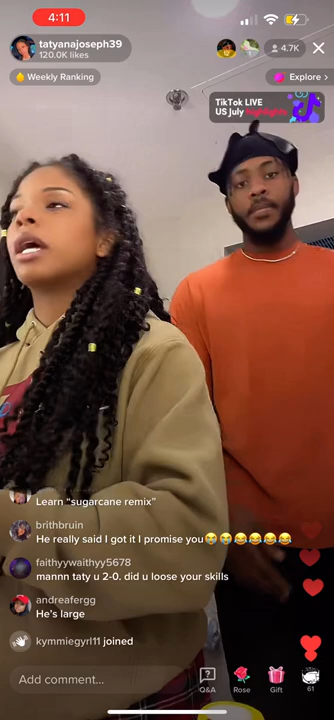 4:11
tatyanajoseph39
120.0K likes
4.7K
Weekly Ranking
Explore >
TikTok LIVE
US July Highlights
Learn “sugarcane remix”
brithbruin
He really said I got it I promise you😭😭😂😂😂😂
faithyywaithyy5678
mannn taty u 2-0. did u loose your skills
andreafergg
He’s large
kymmiegyrl11 joined
Add comment...
Q&A
Rose
Gift
61